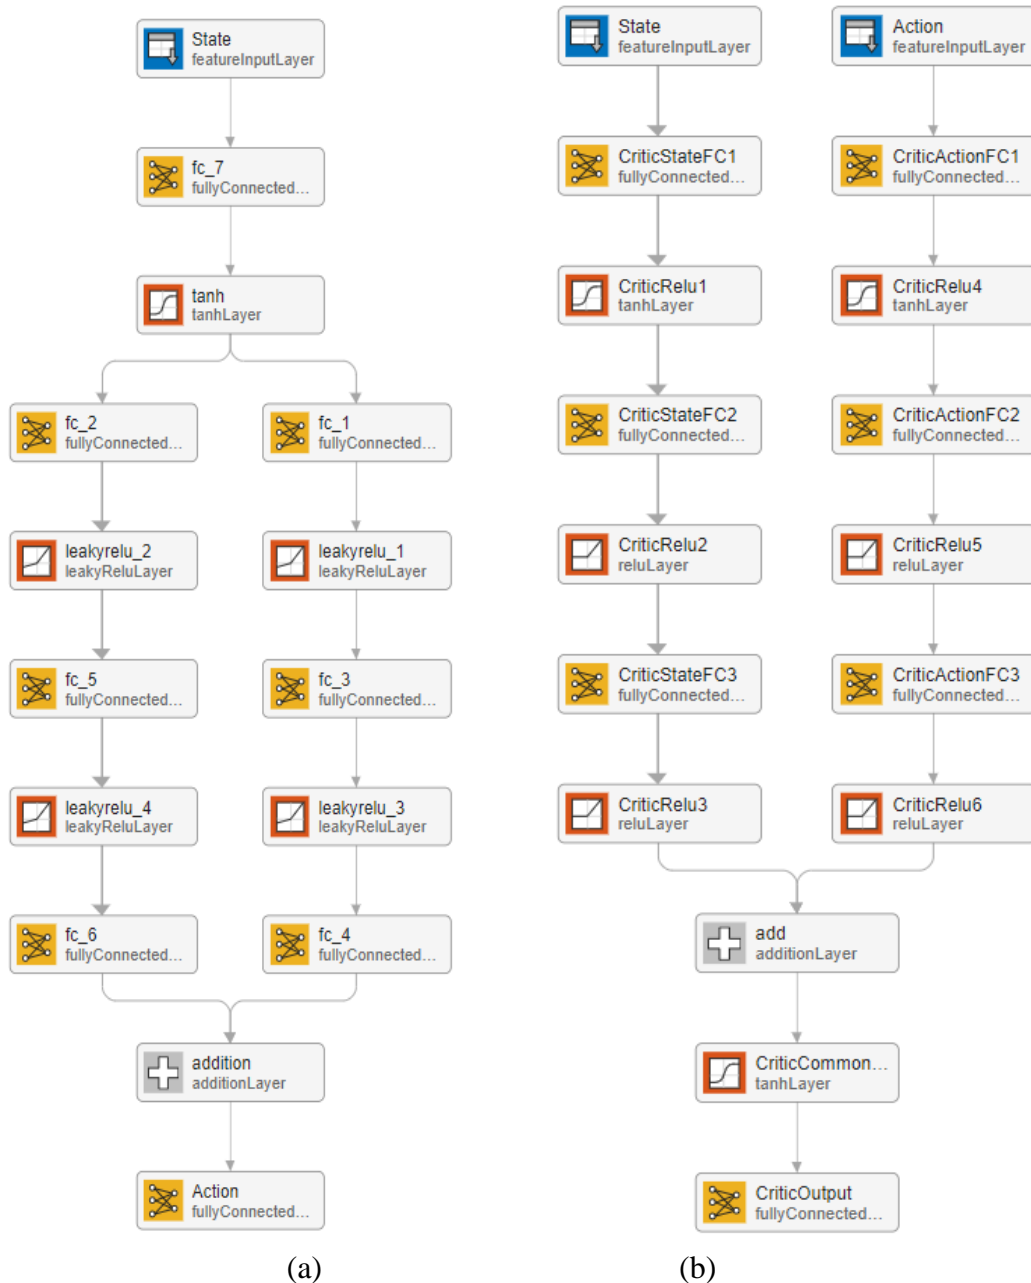 State
featureInputLayer
fc_7
fullyConnected...
tanh
tanhLayer
fc_2
fullyConnected...
fc_1
fullyConnected...
leakyrelu_2
leakyReluLayer
leakyrelu_1
leakyReluLayer
fc_5
fullyConnected...
fc_3
fullyConnected...
leakyrelu_4
leakyReluLayer
leakyrelu_3
leakyReluLayer
fc_6
fullyConnected...
fc_4
fullyConnected...
addition
additionLayer
Action
fullyConnected...
(a)
State
featureInputLayer
Action
featureInputLayer
CriticStateFC1
fullyConnected...
CriticActionFC1
fullyConnected...
CriticRelu1
tanhLayer
CriticRelu4
tanhLayer
CriticStateFC2
fullyConnected...
CriticActionFC2
fullyConnected...
CriticRelu2
reluLayer
CriticRelu5
reluLayer
CriticStateFC3
fullyConnected...
CriticActionFC3
fullyConnected...
CriticRelu3
reluLayer
CriticRelu6
reluLayer
add
additionLayer
CriticCommon...
tanhLayer
CriticOutput
fullyConnected...
(b)